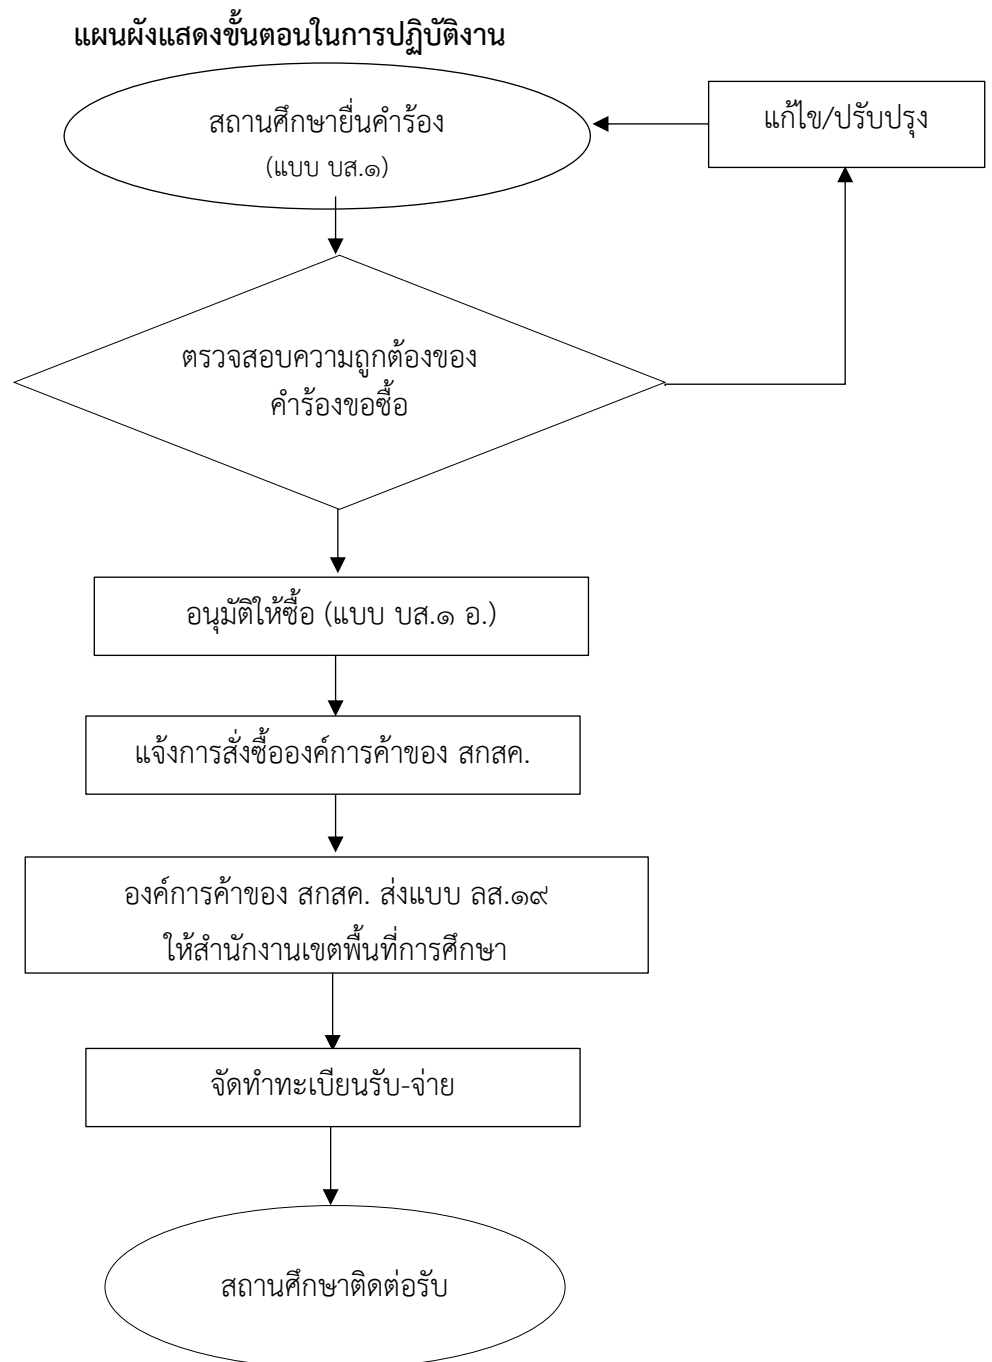 แผนผังแสดงขั้นตอนในการปฏิบัติงาน
สถานศึกษายื่นคำร้อง
(แบบ บส.๑)
แก้ไข/ปรับปรุง
ตรวจสอบความถูกต้องของ
คำร้องขอซื้อ
อนุมัติให้ซื้อ (แบบ บส.๑ อ.)
แจ้งการสั่งซื้อองค์การค้าของ สกสค.
องค์การค้าของ สกสค. ส่งแบบ ลส.๑๙
ให้สำนักงานเขตพื้นที่การศึกษา
จัดทำทะเบียนรับ-จ่าย
สถานศึกษาติดต่อรับ